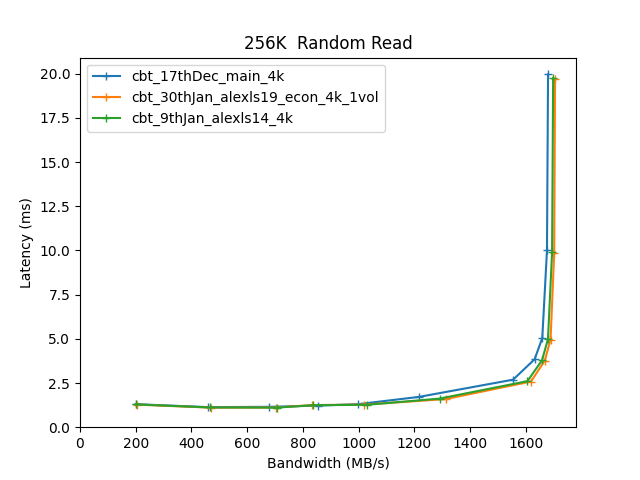 256K  Random Read
cbt_17thDec_main_4k
cbt_30thJan_alexls19_econ_4k_1vol
cbt_9thJan_alexls14_4k
20.0
17.5
15.0
12.5
10.0
7.5
5.0
2.5
0.0
Latency (ms)
0 200 400 600 800 1000 1200 1400 1600
Bandwidth (MB/s)